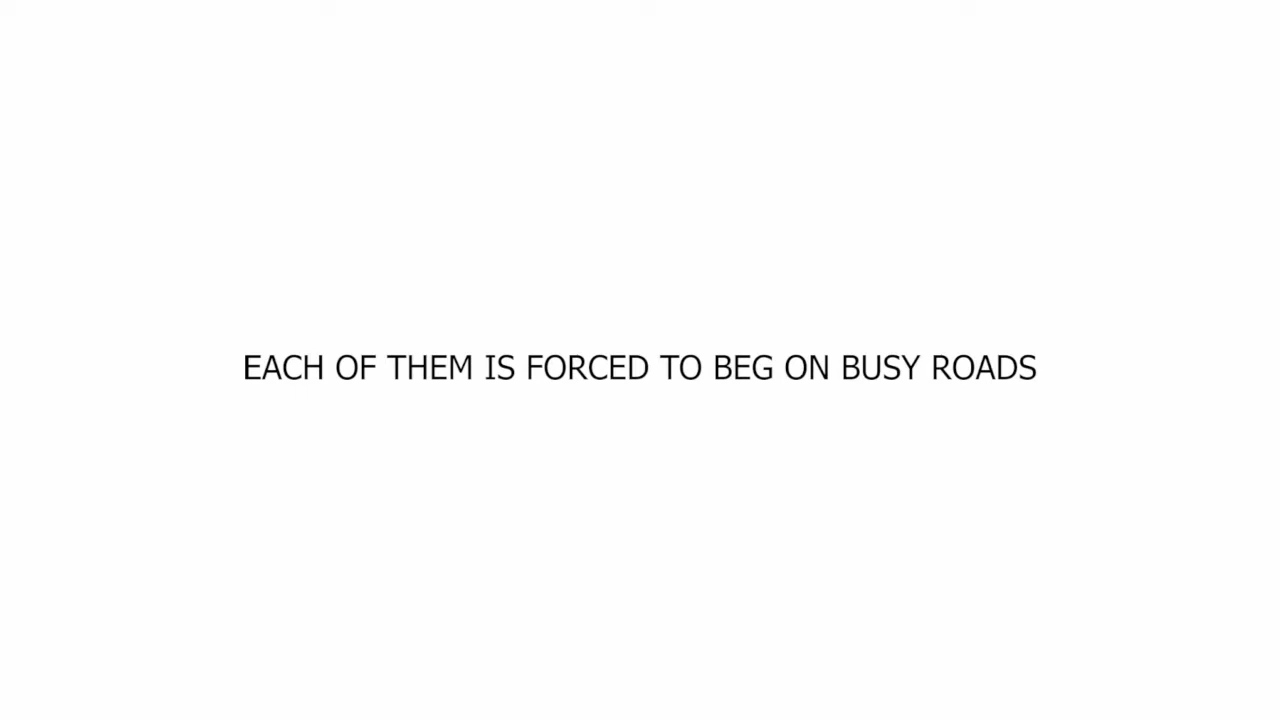 EACH OF THEM IS FORCED TO BEG ON BUSY ROADS